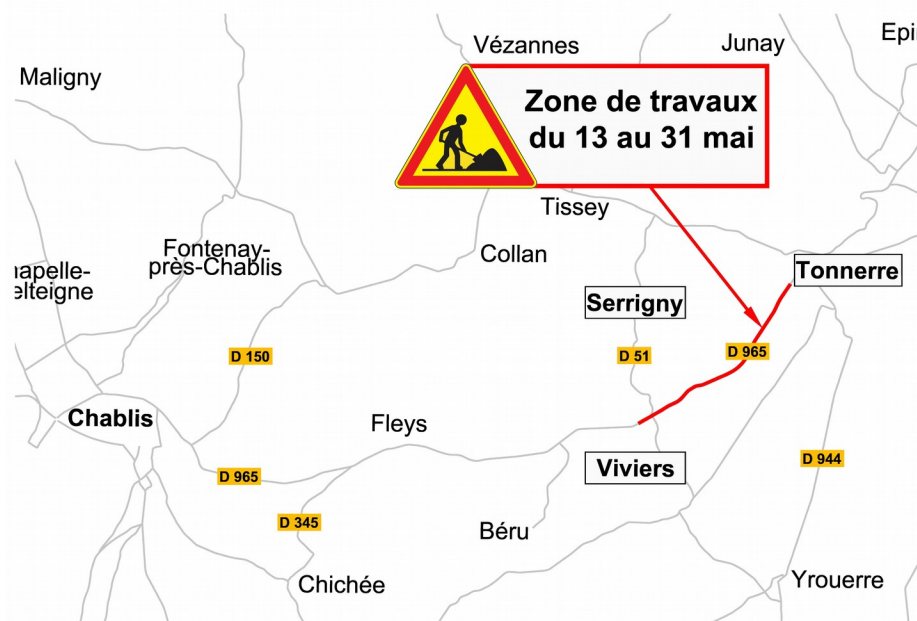 Vézannes
Junay
Epi
Maligny
Zone de travaux
du 13 au 31 mai
Tissey
Fontenay-
près-Chablis
Collan
hapelle-
elteigne
Tonnerre
Serrigny
D 150
D 51
D 965
Chablis
Fleys
D 965
Viviers
D 944
D 345
Béru
Chichée
Yrouerre